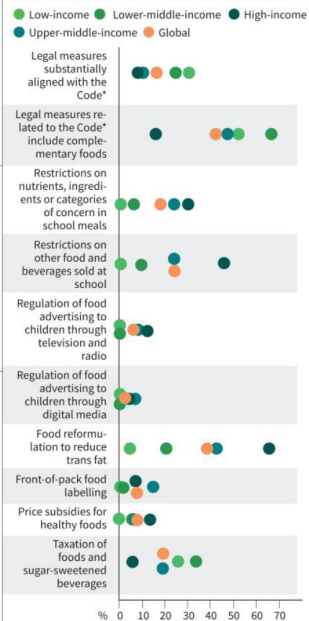 Low-income Lower-middle-income High-income
Upper-middle-income Global
Legal measures
substantially
aligned with the
Code*
Legal measures re-
lated to the Code*
include comple-
mentary foods
Restrictions on
nutrients, ingredi-
ents or categories
of concern in
school meals
Restrictions on
other food and
beverages sold at
school
Regulation of food
advertising to
children through
television and
radio
Regulation of food
advertising to
children through
digital media
Food reformu-
lation to reduce
trans fat
Front-of-pack food
labelling
Price subsidies for
healthy foods
Taxation of
foods and
sugar-sweetened
beverages
% 0 10 20 30 40 50 60 70